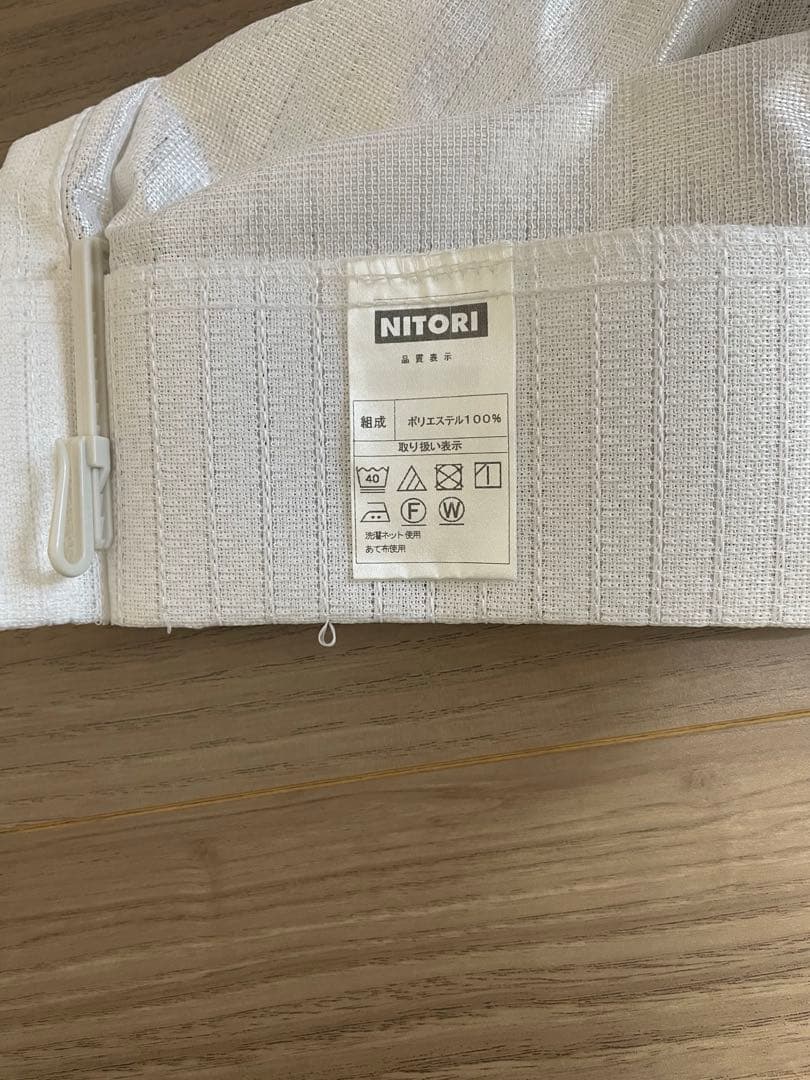 NITORI
品質表示
組成 ポリエステル100%
取り扱い表示
40
F W
洗濯ネット使用
あて布使用